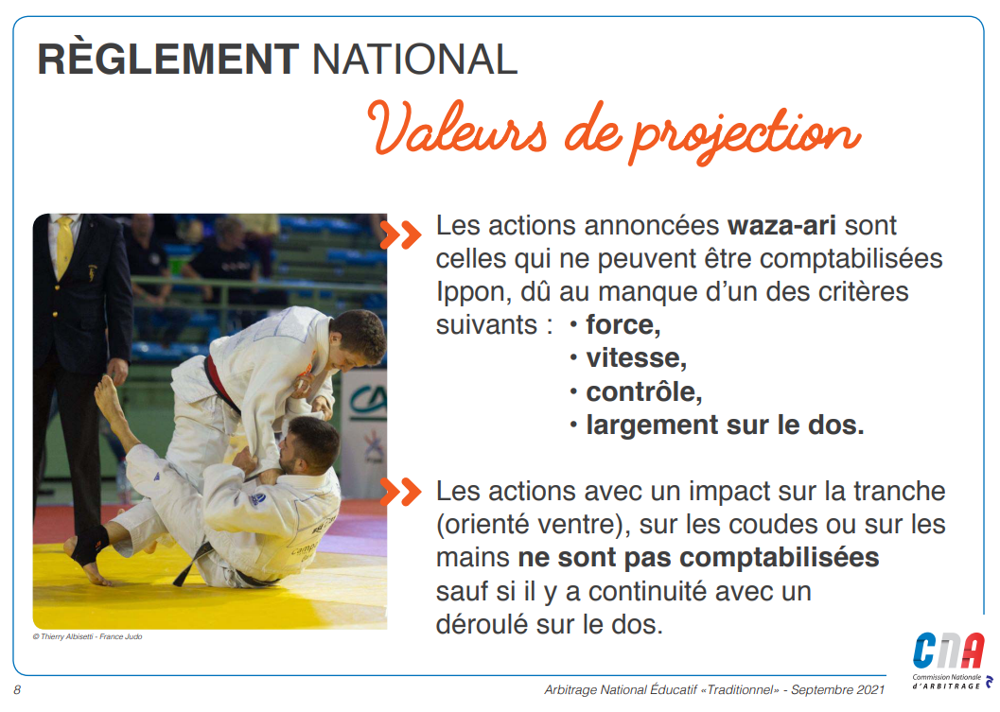 RÈGLEMENT NATIONAL
Valeurs de projection
Les actions annoncées waza-ari sont
celles qui ne peuvent être comptabilisées
Ippon, dû au manque d’un des critères
suivants : • force,
• vitesse,
• contrôle,
• largement sur le dos.
Les actions avec un impact sur la tranche
(orienté ventre), sur les coudes ou sur les
mains ne sont pas comptabilisées
sauf si il y a continuité avec un
déroulé sur le dos.
CA
© Thierry Albisetti - France Judo
CNA
Commission Nationale
d'ARBITRAGE
8
Arbitrage National Éducatif «Traditionnel» - Septembre 2021